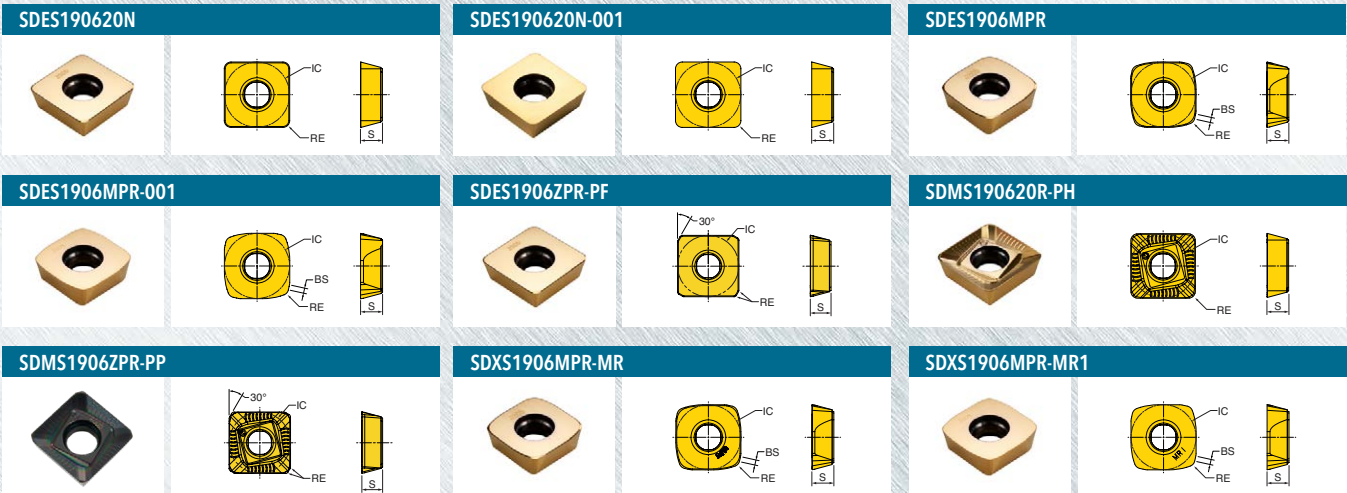 SDES190620N
IC
RE
S
SDES190620N-001
IC
RE
S
SDES1906MPR
IC
BS
RE
S
SDES1906MPR-001
IC
BS
RE
S
SDES1906ZPR-PF
30°
IC
RE
S
SDMS190620R-PH
IC
RE
S
SDMS1906ZPR-PP
30°
IC
RE
S
SDXS1906MPR-MR
IC
BS
RE
S
SDXS1906MPR-MR1
IC
MR1
BS
RE
S